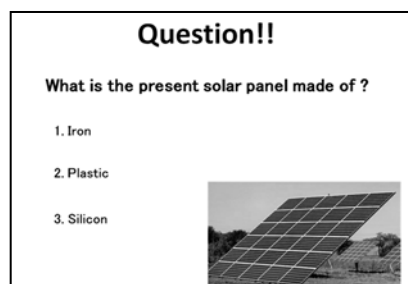 Question!!
What is the present solar panel made of ?
1. Iron
2. Plastic
3. Silicon